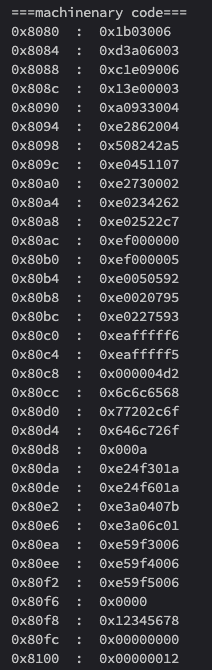 ===machinenary code===
0x8080 : 0x1b03006
0x8084 : 0xd3a06003
0x8088 : 0xc1e09006
0x808c : 0x13e00003
0x8090 : 0xa0933004
0x8094 : 0xe2862004
0x8098 : 0x508242a5
0x809c : 0xe0451107
0x80a0 : 0xe2730002
0x80a4 : 0xe0234262
0x80a8 : 0xe02522c7
0x80ac : 0xef000000
0x80b0 : 0xef000005
0x80b4 : 0xe0050592
0x80b8 : 0xe0020795
0x80bc : 0xe0227593
0x80c0 : 0xeafffff6
0x80c4 : 0xeafffff5
0x80c8 : 0x000004d2
0x80cc : 0x6c6c6568
0x80d0 : 0x77202c6f
0x80d4 : 0x646c726f
0x80d8 : 0x000a
0x80da : 0xe24f301a
0x80de : 0xe24f601a
0x80e2 : 0xe3a0407b
0x80e6 : 0xe3a06c01
0x80ea : 0xe59f3006
0x80ee : 0xe59f4006
0x80f2 : 0xe59f5006
0x80f6 : 0x0000
0x80f8 : 0x12345678
0x80fc : 0x00000000
0x8100 : 0x00000012